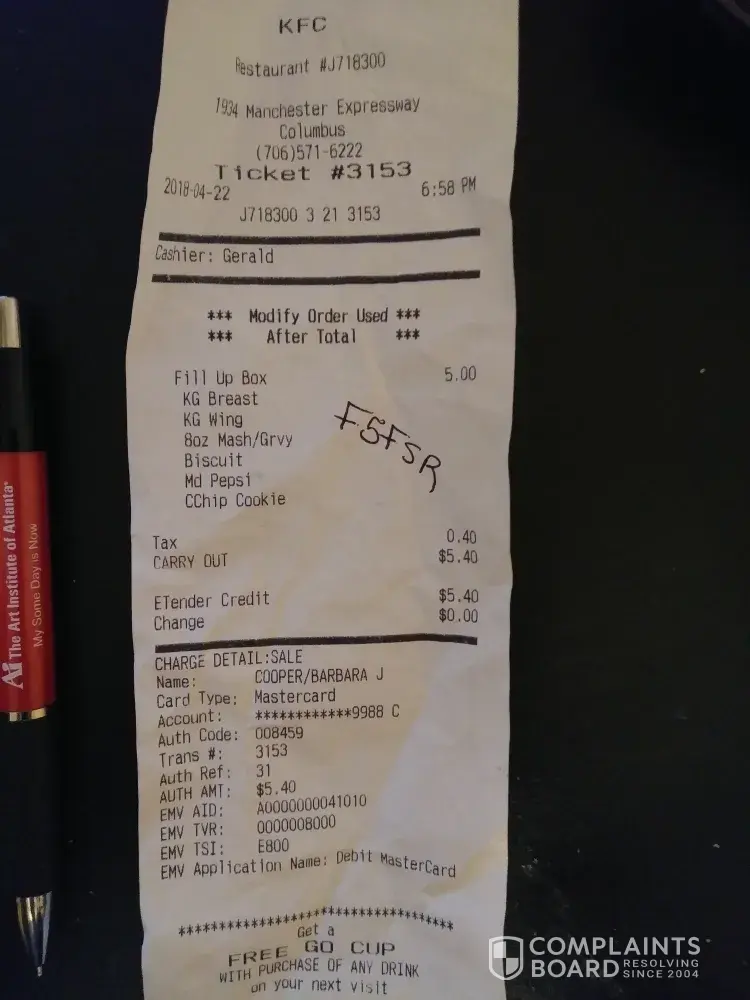 KFC
Restaurant #J718300
1934 Manchester Expressway
Columbus
(706)571-6222
Ticket #3153
2018-04-22 6:58 PM
J718300 3 21 3153
Cashier: Gerald
*** Modify Order Used ***
*** After Total ***
Fill Up Box 5.00
KG Breast
KG Wing
8oz Mash/Grvy
Biscuit
Md Pepsi
CChip Cookie
F5FSR
Tax 0.40
CARRY OUT $5.40
ETender Credit $5.40
Change $0.00
CHARGE DETAIL:SALE
Name: COOPER/BARBARA J
Card Type: Mastercard
Account: ************9988 C
Auth Code: 008459
Trans #: 3153
Auth Ref: 31
AUTH AMT: $5.40
EMV AID: A0000000041010
EMV TVR: 0000008000
EMV TSI: E800
EMV Application Name: Debit MasterCard
**********************************
Get a
FREE GO CUP
WITH PURCHASE OF ANY DRINK
on your next visit
Ai The Art Institute of Atlanta
My Some Day is Now
COMPLAINTS
BOARD RESOLVING
SINCE 2004